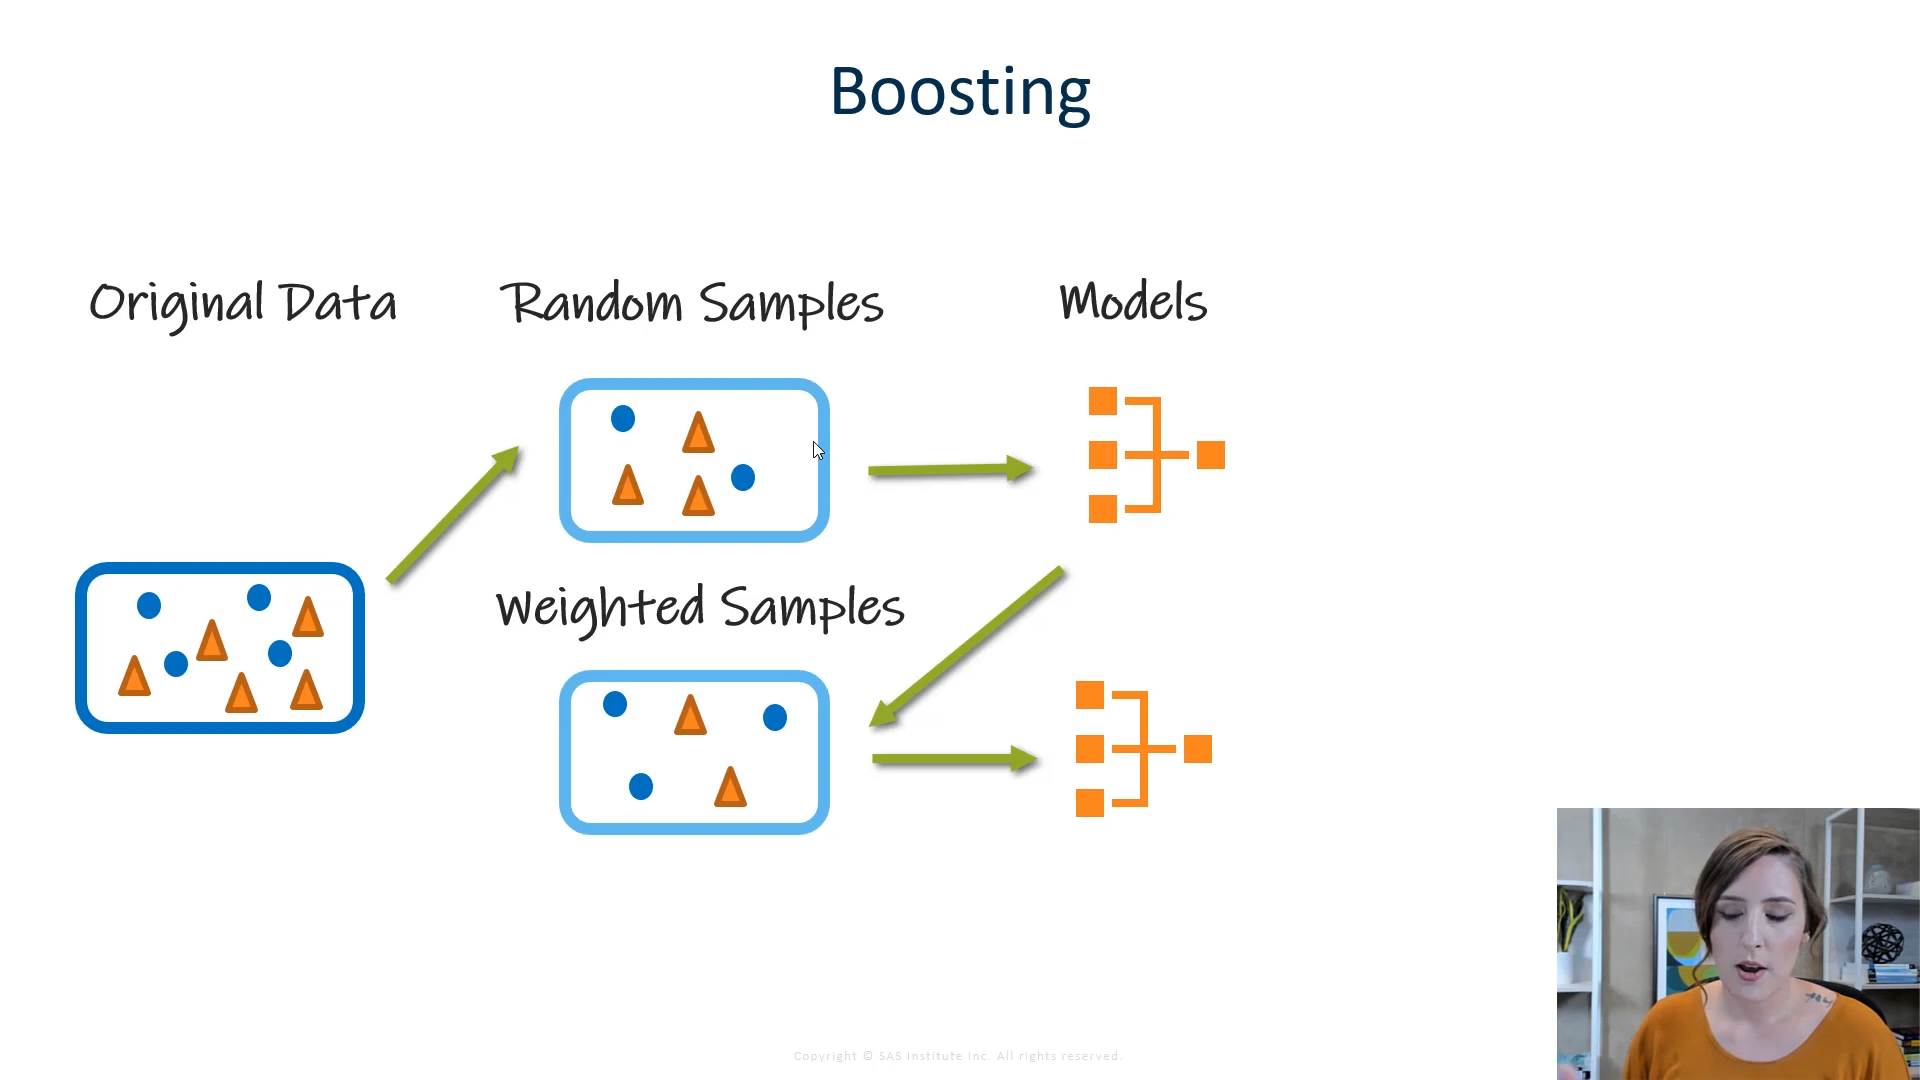 Boosting
Original Data
Random Samples
Models
Weighted Samples
Copyright © SAS Institute Inc. All rights reserved.